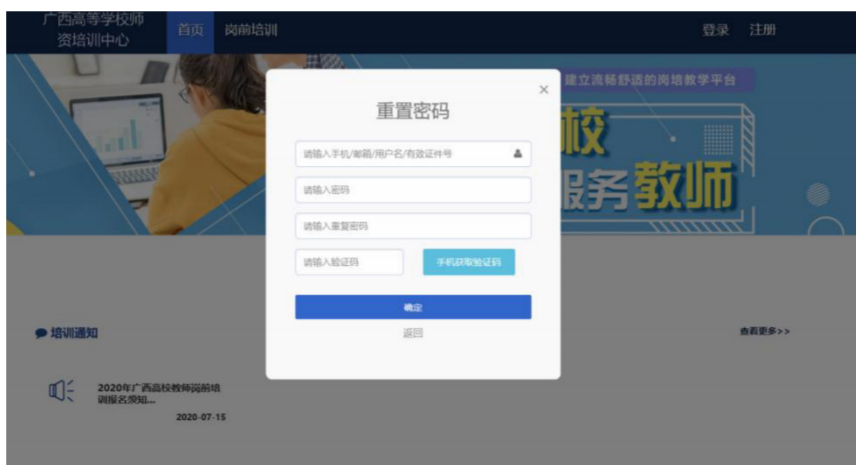 广西高等学校师
资培训中心
首页
岗前培训
登录
注册
建立流畅舒适的岗培教学平台
校
服务教师
×
重置密码
请输入手机/邮箱/用户名/有效证件号
请输入密码
请输入重复密码
请输入验证码
手机获取验证码
确定
返回
培训通知
查看更多>>
2020年广西高校教师岗前培
训报名须知...
2020-07-15